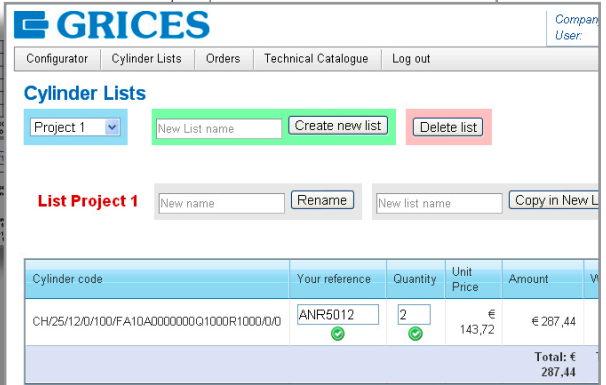 GRICES
Company
User:
Configurator Cylinder Lists Orders Technical Catalogue Log out
Cylinder Lists
Project 1 New List name Create new list Delete list
List Project 1 New name Rename New list name Copy in New L
Cylinder code Your reference Quantity Unit Price Amount
CH/25/12/0/100/FA10A0000000Q1000R1000/0/0 ANR5012 2 € 143,72 € 287,44
Total: €
287,44